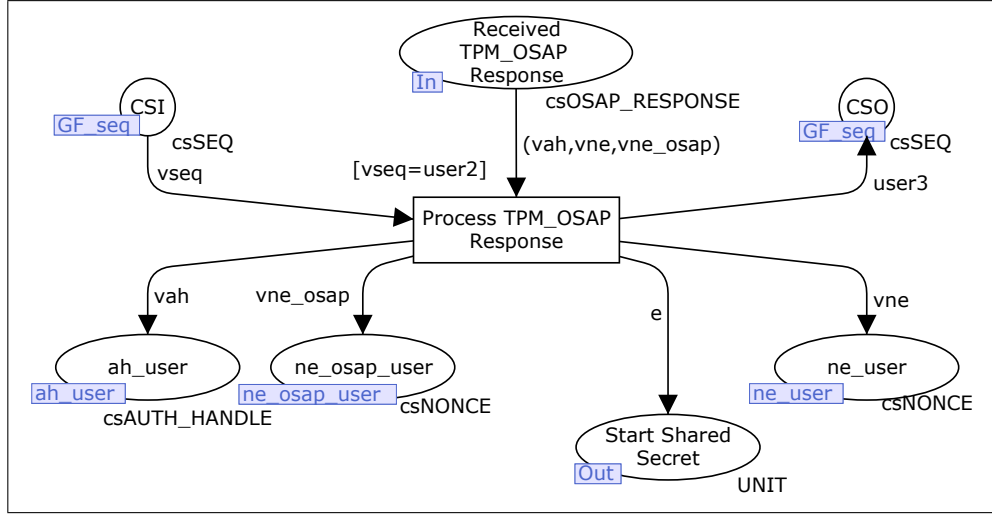 Received
TPM_OSAP
Response
In
csOSAP_RESPONSE
CSI
GF_seq
csSEQ
CSO
GF_seq
csSEQ
vseq
[vseq=user2]
(vah,vne,vne_osap)
user3
Process TPM_OSAP
Response
vah
vne_osap
e
vne
ah_user
ah_user
csAUTH_HANDLE
ne_osap_user
ne_osap_user
csNONCE
Start Shared
Secret
Out
UNIT
ne_user
ne_user
csNONCE